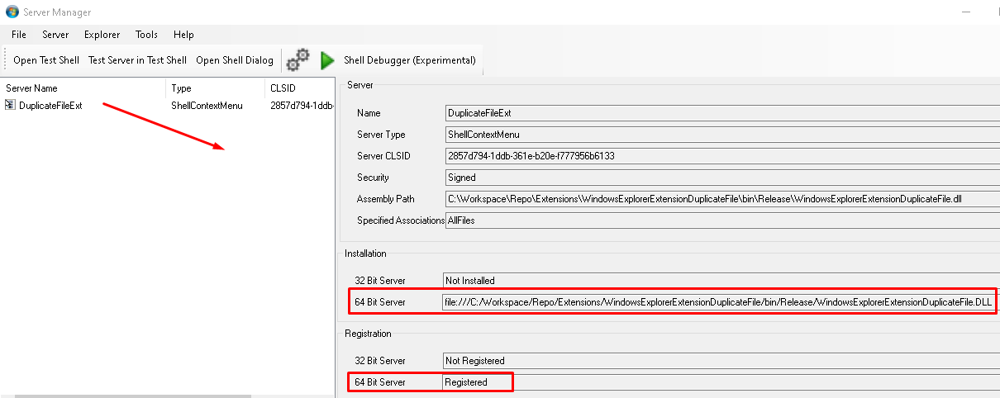 Server Manager
File Server Explorer Tools Help
Open Test Shell Test Server in Test Shell Open Shell Dialog Shell Debugger (Experimental)
Server Name Type CLSID
DuplicateFileExt ShellContextMenu 2857d794-1ddb-
Server
Name DuplicateFileExt
Server Type ShellContextMenu
Server CLSID 2857d794-1ddb-361e-b20e-f777956b6133
Security Signed
Assembly Path C:\Workspace\Repo\Extensions\WindowsExplorerExtensionDuplicateFile\bin\Release\WindowsExplorerExtensionDuplicateFile.dll
Specified Associations AllFiles
Installation
32 Bit Server Not Installed
64 Bit Server file:///C:/Workspace/Repo/Extensions/WindowsExplorerExtensionDuplicateFile/bin/Release/WindowsExplorerExtensionDuplicateFile.DLL
Registration
32 Bit Server Not Registered
64 Bit Server Registered